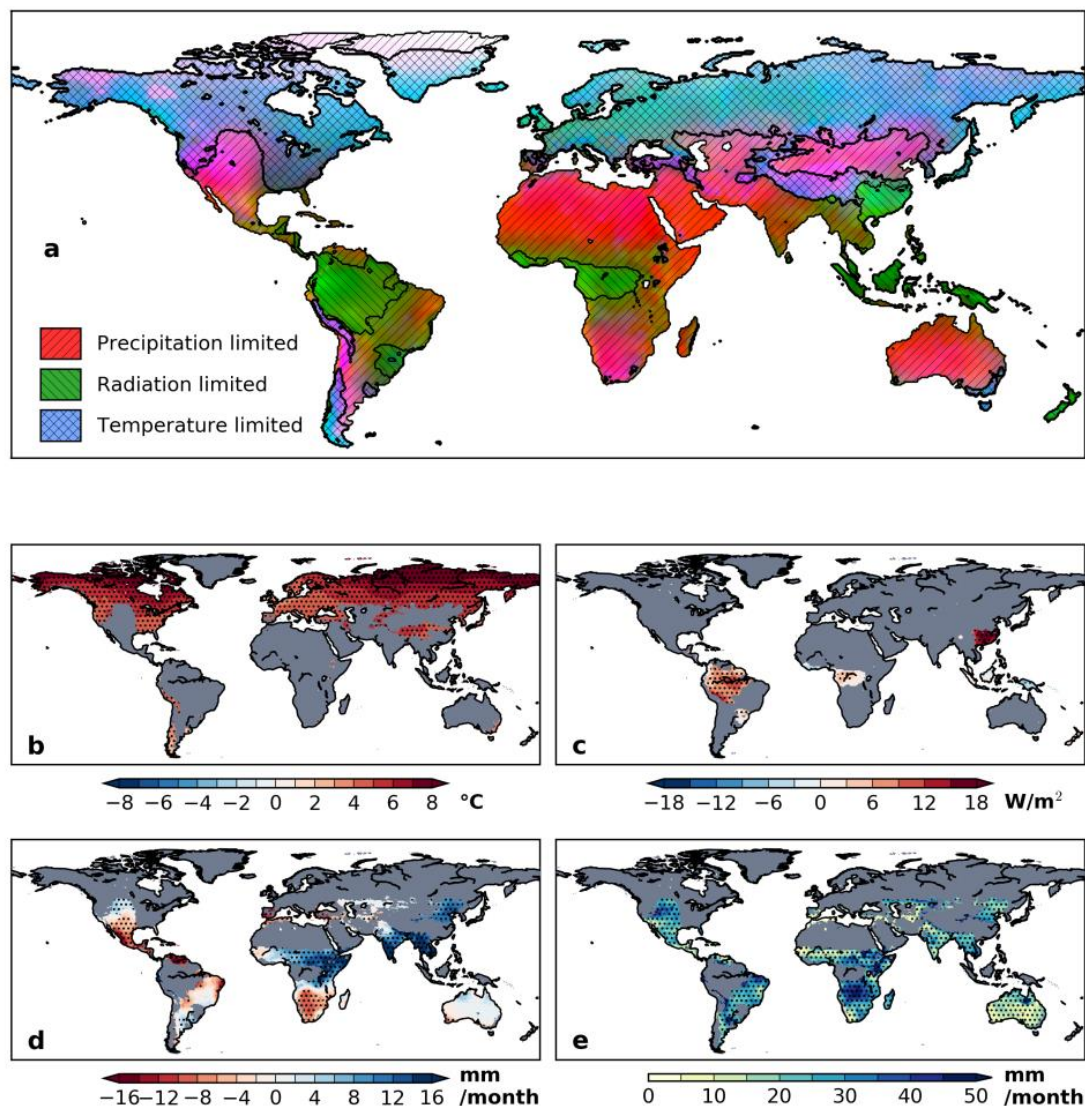 a
Precipitation limited
Radiation limited
Temperature limited
b
−8 −6 −4 −2 0 2 4 6 8 °C
c
−18 −12 −6 0 6 12 18 W/m²
d
−16 −12 −8 −4 0 4 8 12 16 mm /month
e
0 10 20 30 40 50 mm /month